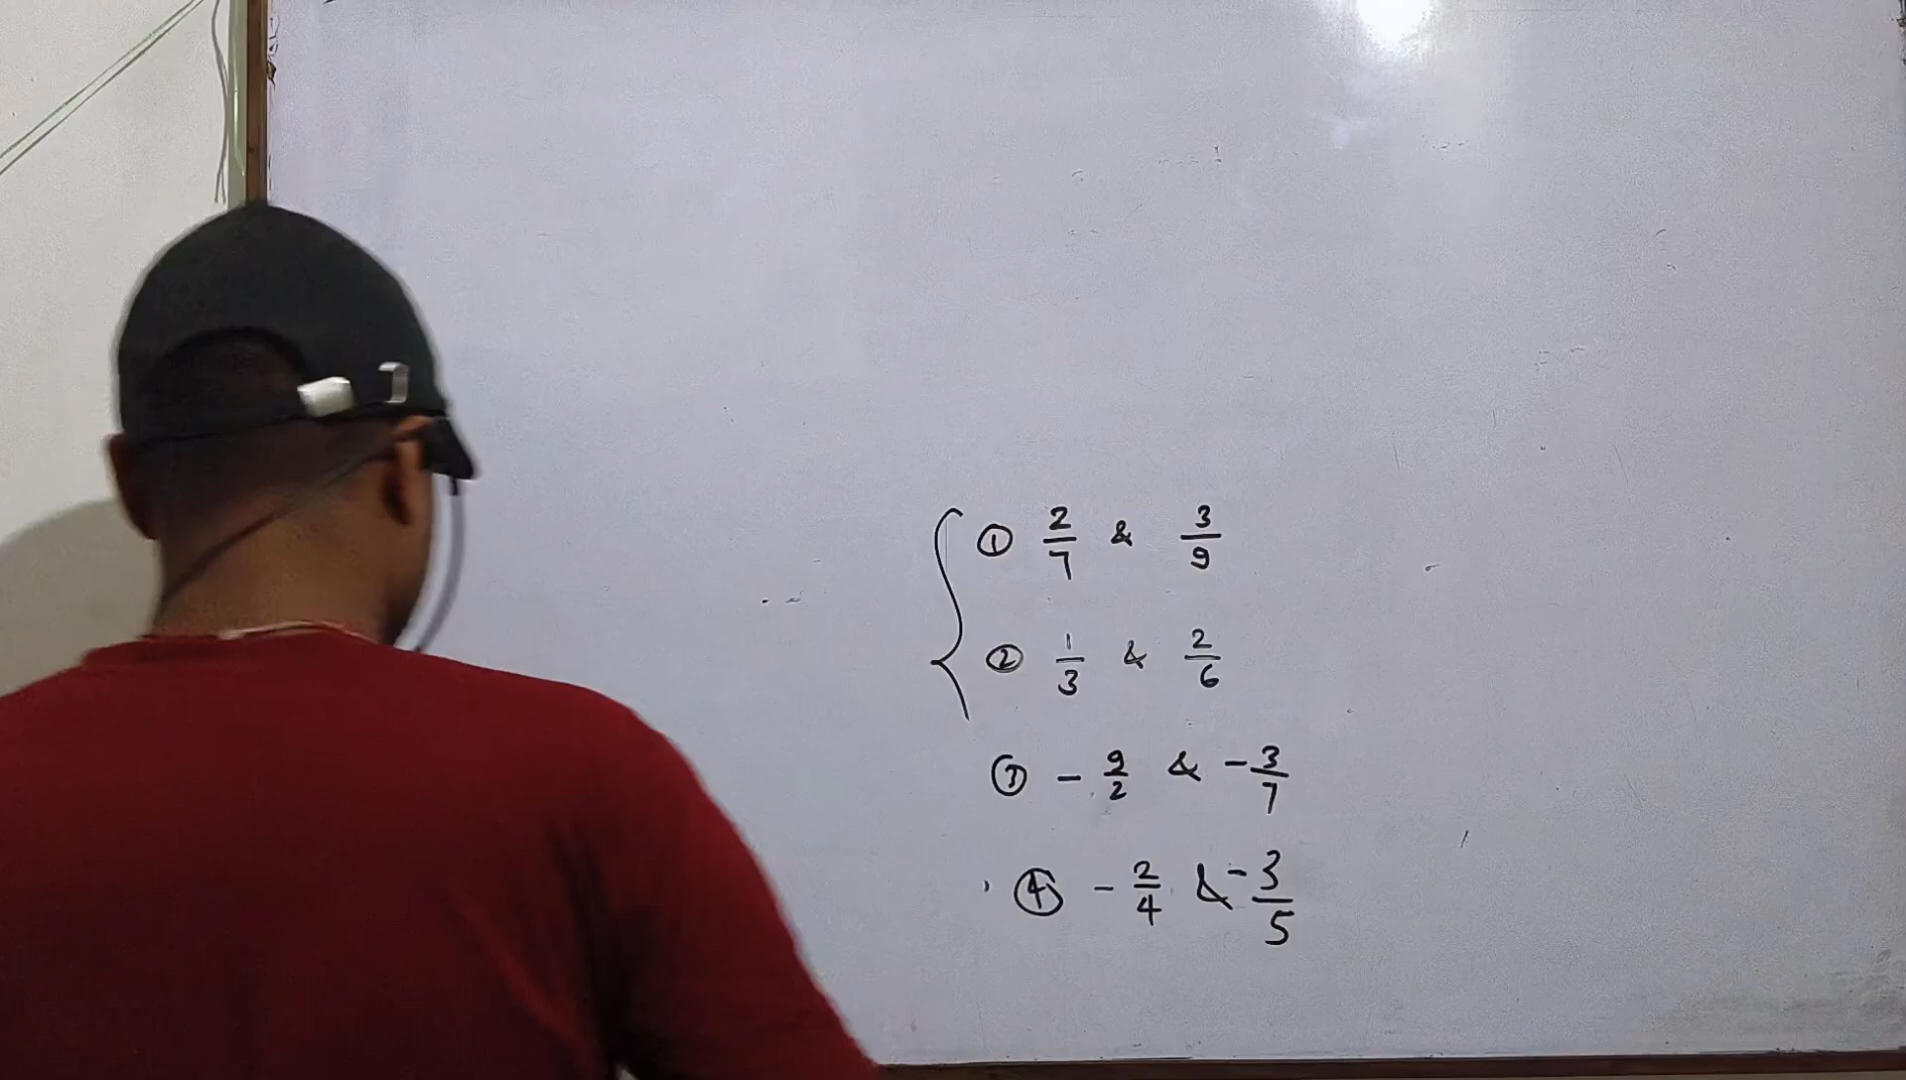 ① 2/7 & 3/9
② 1/3 & 2/6
③ - 9/2 & - 3/7
④ - 2/4 & - 3/5